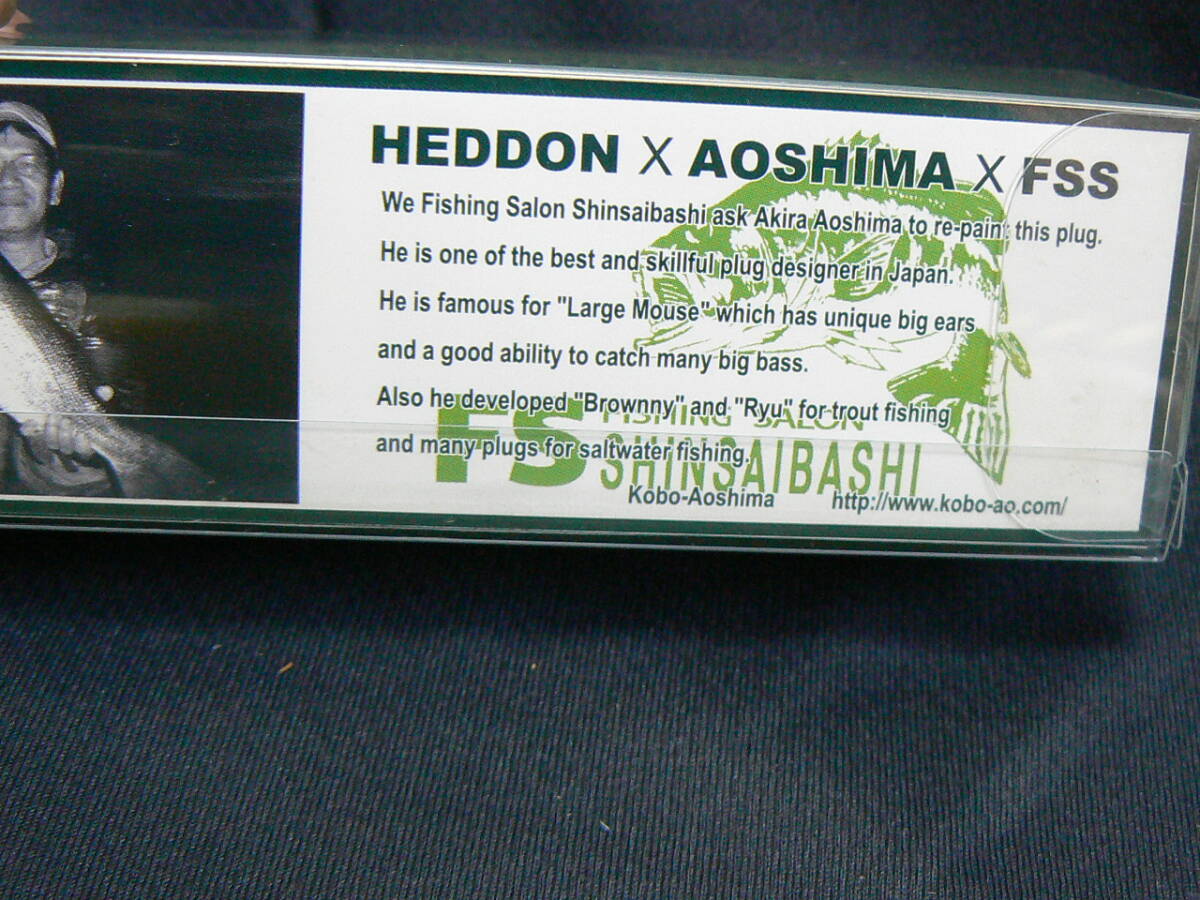 HEDDON X AOSHIMA X FSS
We Fishing Salon Shinsaibashi ask Akira Aoshima to re-paint this plug.
He is one of the best and skillful plug designer in Japan.
He is famous for "Large Mouse" which has unique big ears
and a good ability to catch many big bass.
Also he developed "Brownny" and "Ryu" for trout fishing
FS FISHING SALON
and many plugs for saltwater fishing.
SHINSAIBASHI
Kobo-Aoshima http://www.kobo-ao.com/